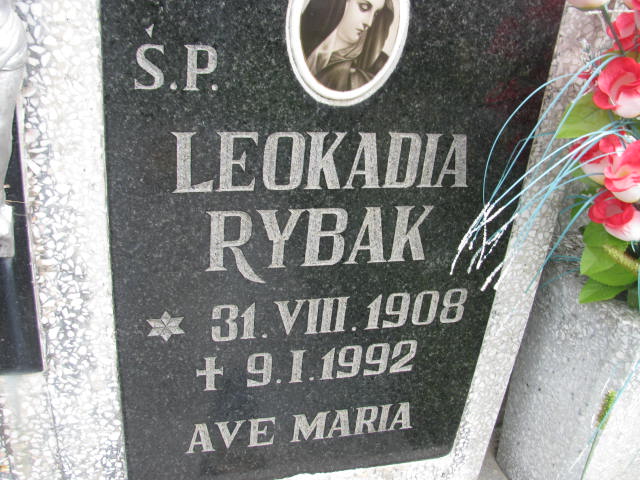 Ś.P.
LEOKADIA
RYBAK
✶ 31. VIII. 1908
✝ 9. I. 1992
AVE MARIA